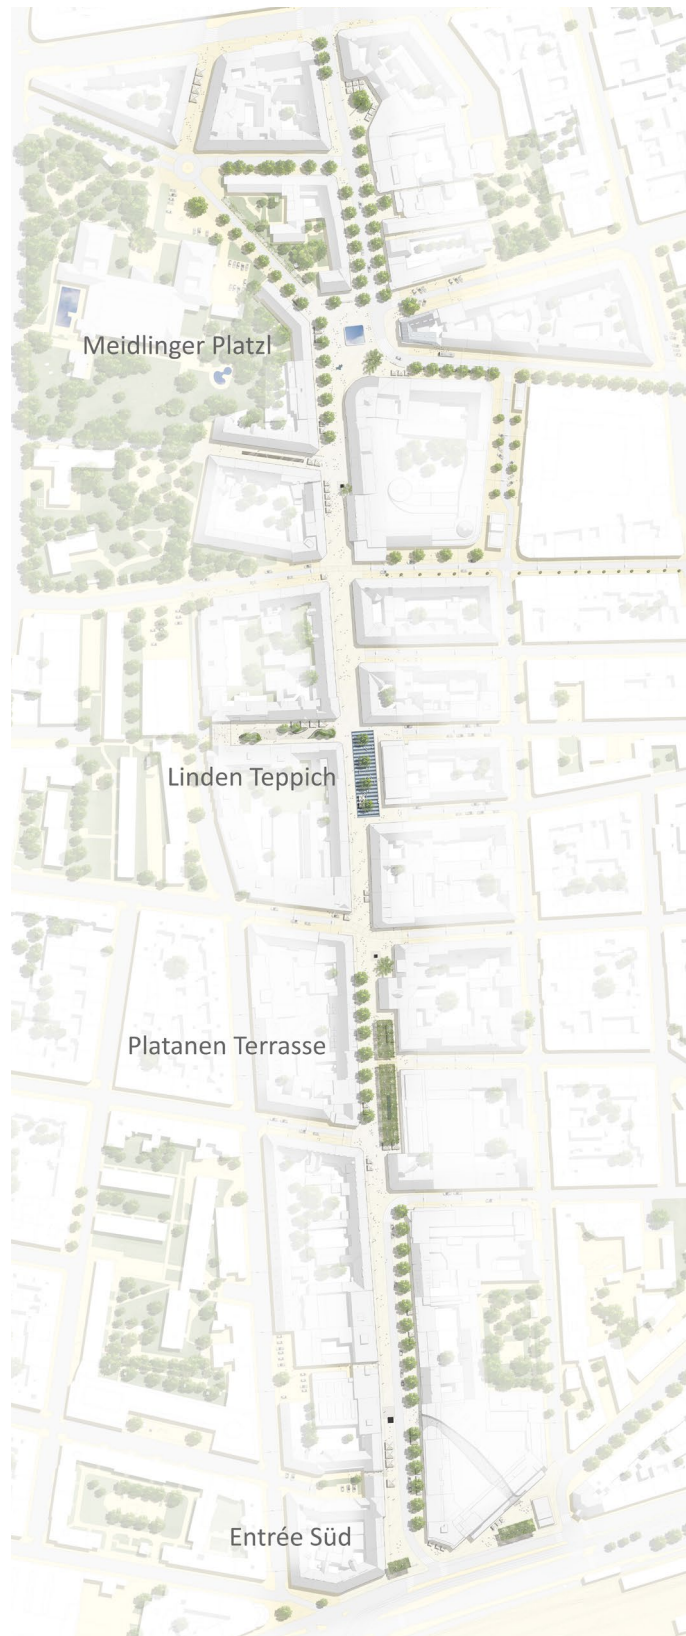 Meidlinger Platzl
Linden Teppich
Platanen Terrasse
Entrée Süd